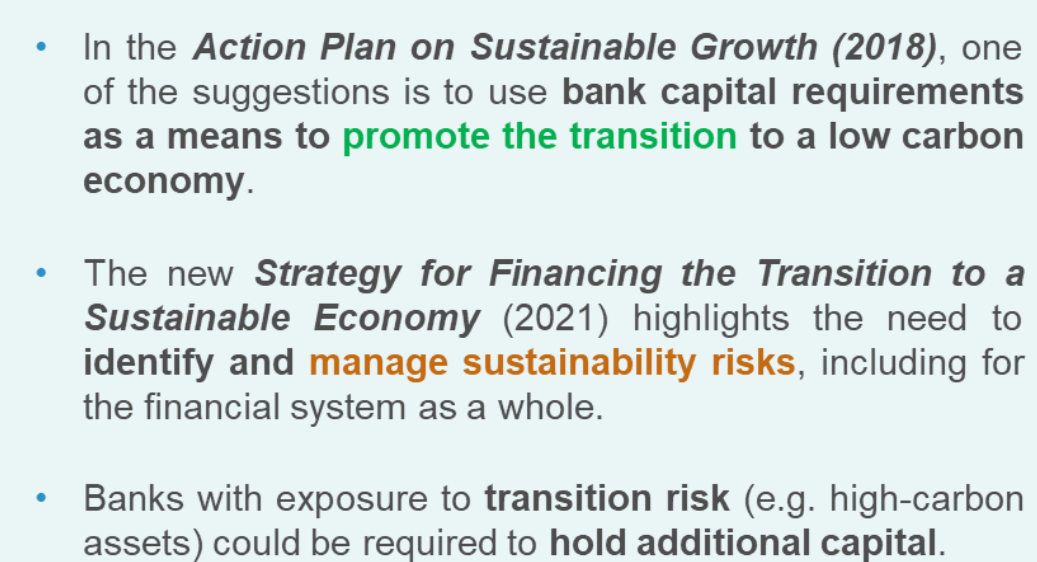 • In the Action Plan on Sustainable Growth (2018), one
of the suggestions is to use bank capital requirements
as a means to promote the transition to a low carbon
economy.
• The new Strategy for Financing the Transition to a
Sustainable Economy (2021) highlights the need to
identify and manage sustainability risks, including for
the financial system as a whole.
• Banks with exposure to transition risk (e.g. high-carbon
assets) could be required to hold additional capital.